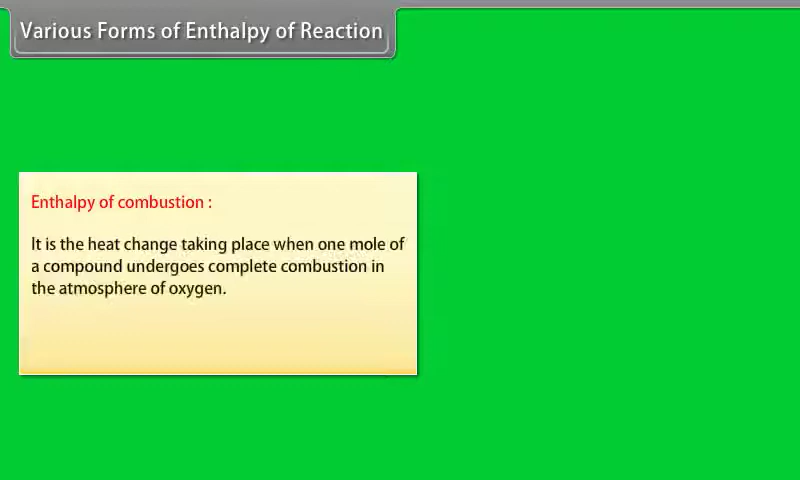 Various Forms of Enthalpy of Reaction
Enthalpy of combustion :
It is the heat change taking place when one mole of
a compound undergoes complete combustion in
the atmosphere of oxygen.